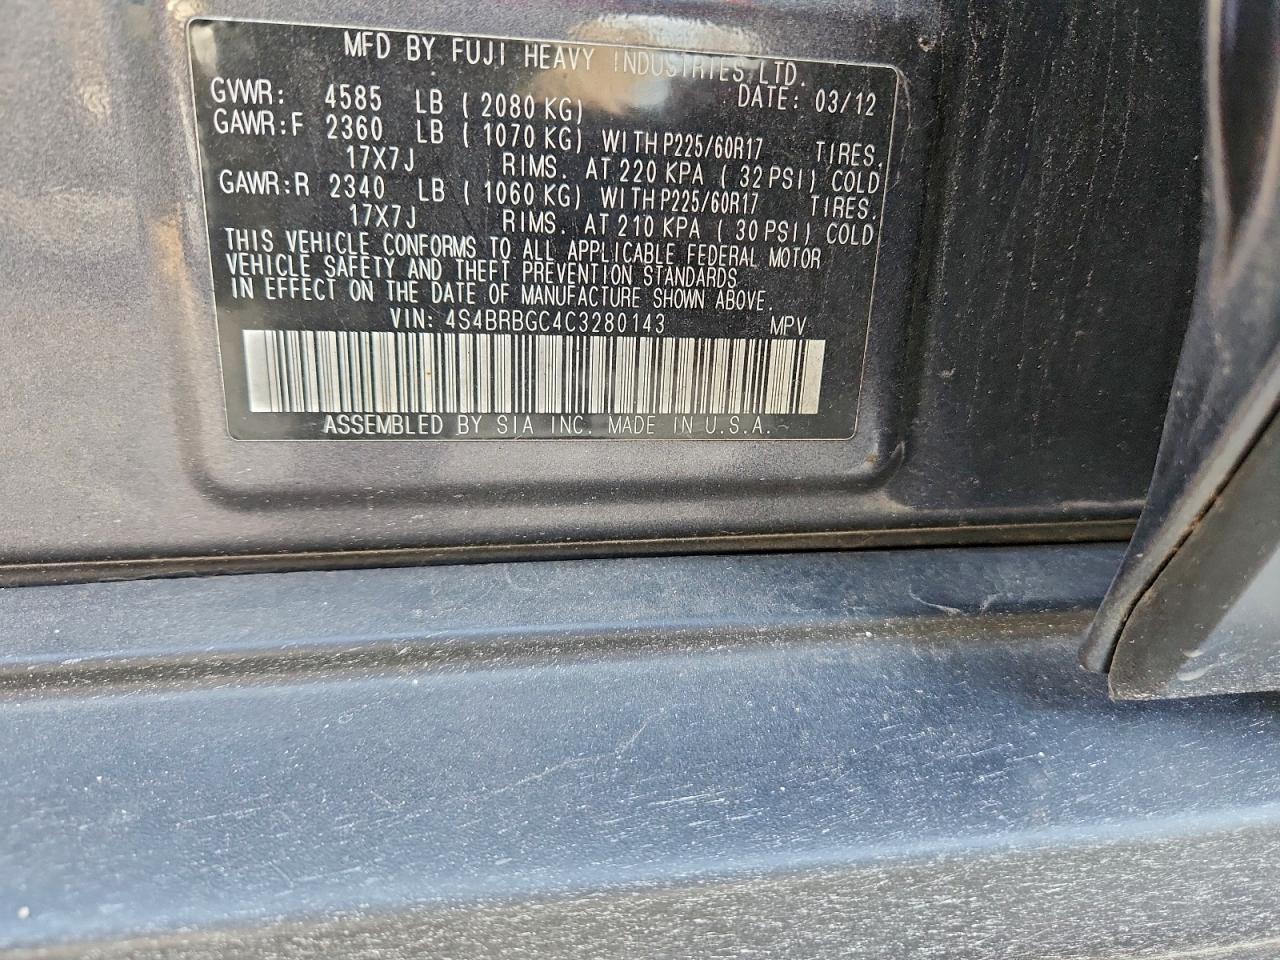 MFD BY FUJI HEAVY INDUSTRIES LTD.
GVWR: 4585 LB ( 2080 KG) DATE: 03/12
GAWR:F 2360 LB ( 1070 KG) WITH P225/60R17 TIRES,
17X7J RIMS. AT 220 KPA ( 32 PSI) COLD
GAWR:R 2340 LB ( 1060 KG) WITH P225/60R17 TIRES,
17X7J RIMS. AT 210 KPA ( 30 PSI) COLD
THIS VEHICLE CONFORMS TO ALL APPLICABLE FEDERAL MOTOR
VEHICLE SAFETY AND THEFT PREVENTION STANDARDS
IN EFFECT ON THE DATE OF MANUFACTURE SHOWN ABOVE.
VIN: 4S4BRBGC4C3280143 MPV
ASSEMBLED BY SIA INC. MADE IN U.S.A.